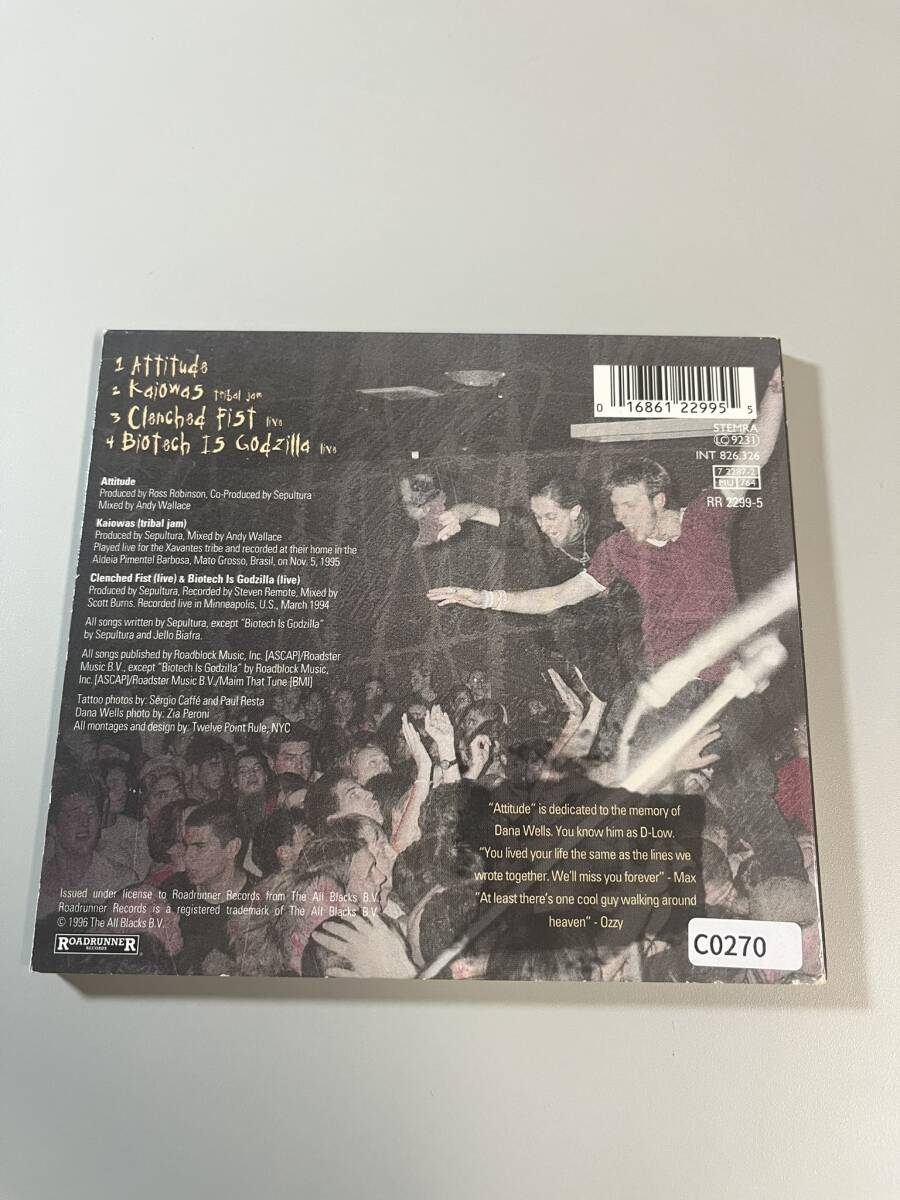 1 Attitude
2 Kaiowas tribal jam
3 Clenched Fist live
4 Biotech Is Godzilla live
Attitude
Produced by Ross Robinson, Co-Produced by Sepultura
Mixed by Andy Wallace
Kaiowas (tribal jam)
Produced by Sepultura, Mixed by Andy Wallace
Played live for the Xavantes tribe and recorded at their home in the
Aldeia Pimentel Barbosa, Mato Grosso, Brasil, on Nov. 5, 1995
Clenched Fist (live) & Biotech Is Godzilla (live)
Produced by Sepultura, Recorded by Steven Remote, Mixed by
Scott Burns. Recorded live in Minneapolis, U.S., March 1994
All songs written by Sepultura, except "Biotech Is Godzilla"
by Sepultura and Jello Biafra.
All songs published by Roadblock Music, Inc. [ASCAP]/Roadster
Music B.V., except "Biotech Is Godzilla" by Roadblock Music,
Inc. [ASCAP]/Roadster Music B.V./Maim That Tune [BMI]
Tattoo photos by: Sérgio Caffé and Paul Resta
Dana Wells photo by: Zia Peroni
All montages and design by: Twelve Point Rule, NYC
0 16861 22995 5
STEMRA
LC 9231
INT 826.326
7 2287-2
MU 764
RR 2299-5
"Attitude" is dedicated to the memory of
Dana Wells. You know him as D-Low.
"You lived your life the same as the lines we
wrote together. We'll miss you forever" - Max
"At least there's one cool guy walking around
heaven" - Ozzy
Issued under license to Roadrunner Records from The All Blacks B.V.
Roadrunner Records is a registered trademark of The All Blacks B.V.
© 1996 The All Blacks B.V.
ROADRUNNER
RECORDS
C0270